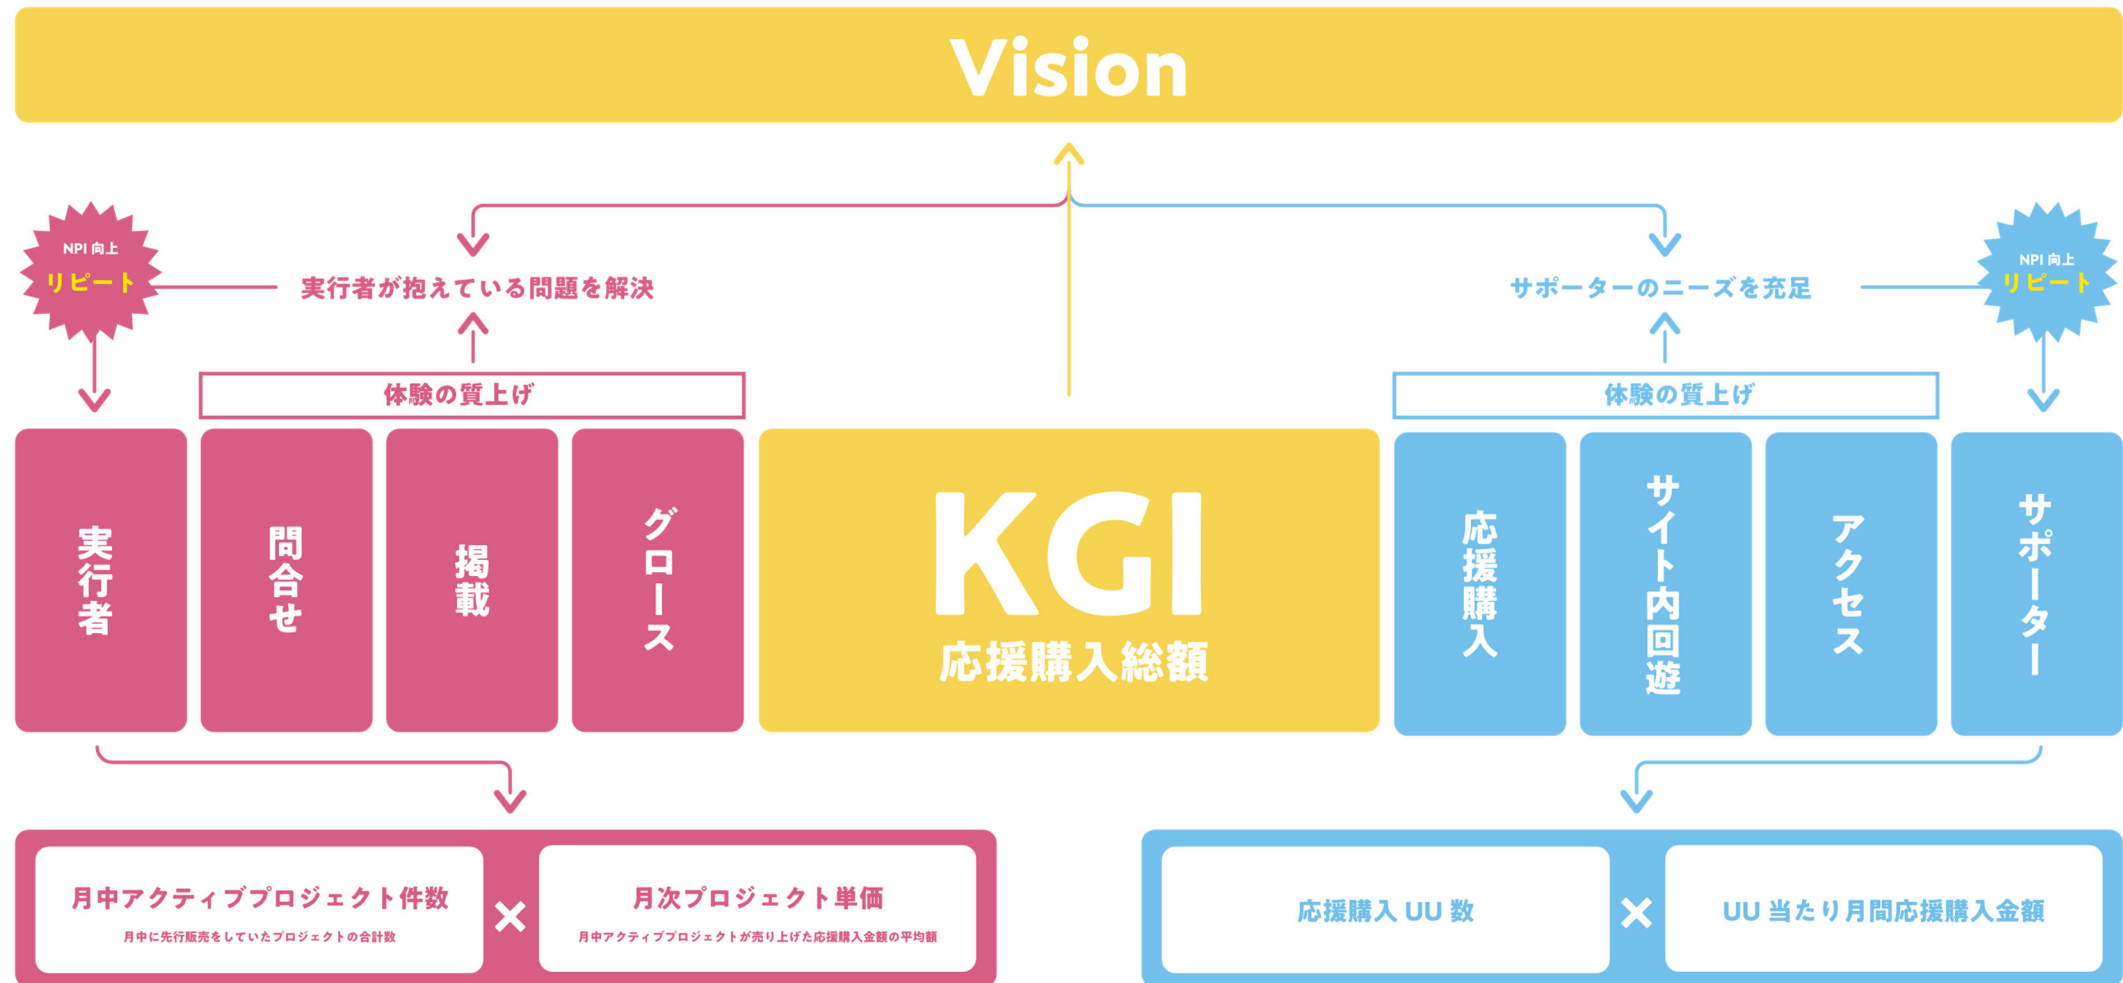 Vision
NPI 向上
リピート
実行者が抱えている問題を解決
サポーターのニーズを充足
NPI 向上
リピート
体験の質上げ
体験の質上げ
実行者
問合せ
掲載
グロース
KGI
応援購入総額
応援購入
サイト内回遊
アクセス
サポーター
月中アクティブプロジェクト件数
月中に先行販売をしていたプロジェクトの合計数
×
月次プロジェクト単価
月中アクティブプロジェクトが売り上げた応援購入金額の平均額
応援購入 UU 数
×
UU 当たり月間応援購入金額